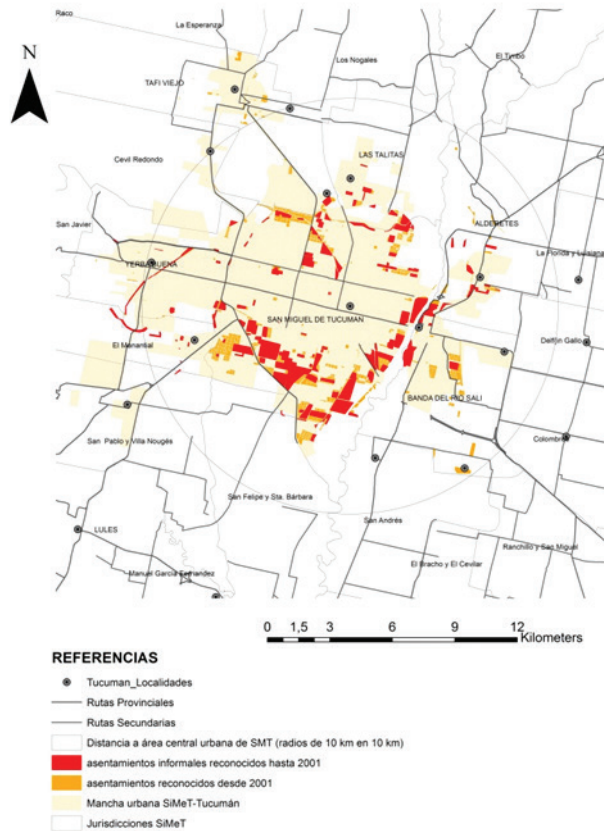 Raco
La Esperanza
N
Los Nogales
El Timbo
TAFI VIEJO
LAS TALITAS
Cevil Redondo
San Javier
ALDERETES
La Florida y Luisiana
YERBA BUENA
SAN MIGUEL DE TUCUMAN
El Manantial
Delfín Gallo
BANDA DEL RIO SALI
San Pablo y Villa Nougés
Colombres
San Felipe y Sta. Bárbara
San Andrés
LULES
Ranchillo y San Miguel
El Bracho y El Cevilar
Manuel García Fernandez
0 1,5 3 6 9 12
Kilometers
REFERENCIAS
Tucuman_Localidades
Rutas Provinciales
Rutas Secundarias
Distancia a área central urbana de SMT (radios de 10 km en 10 km)
asentamientos informales reconocidos hasta 2001
asentamientos reconocidos desde 2001
Mancha urbana SiMeT-Tucumán
Jurisdicciones SiMeT